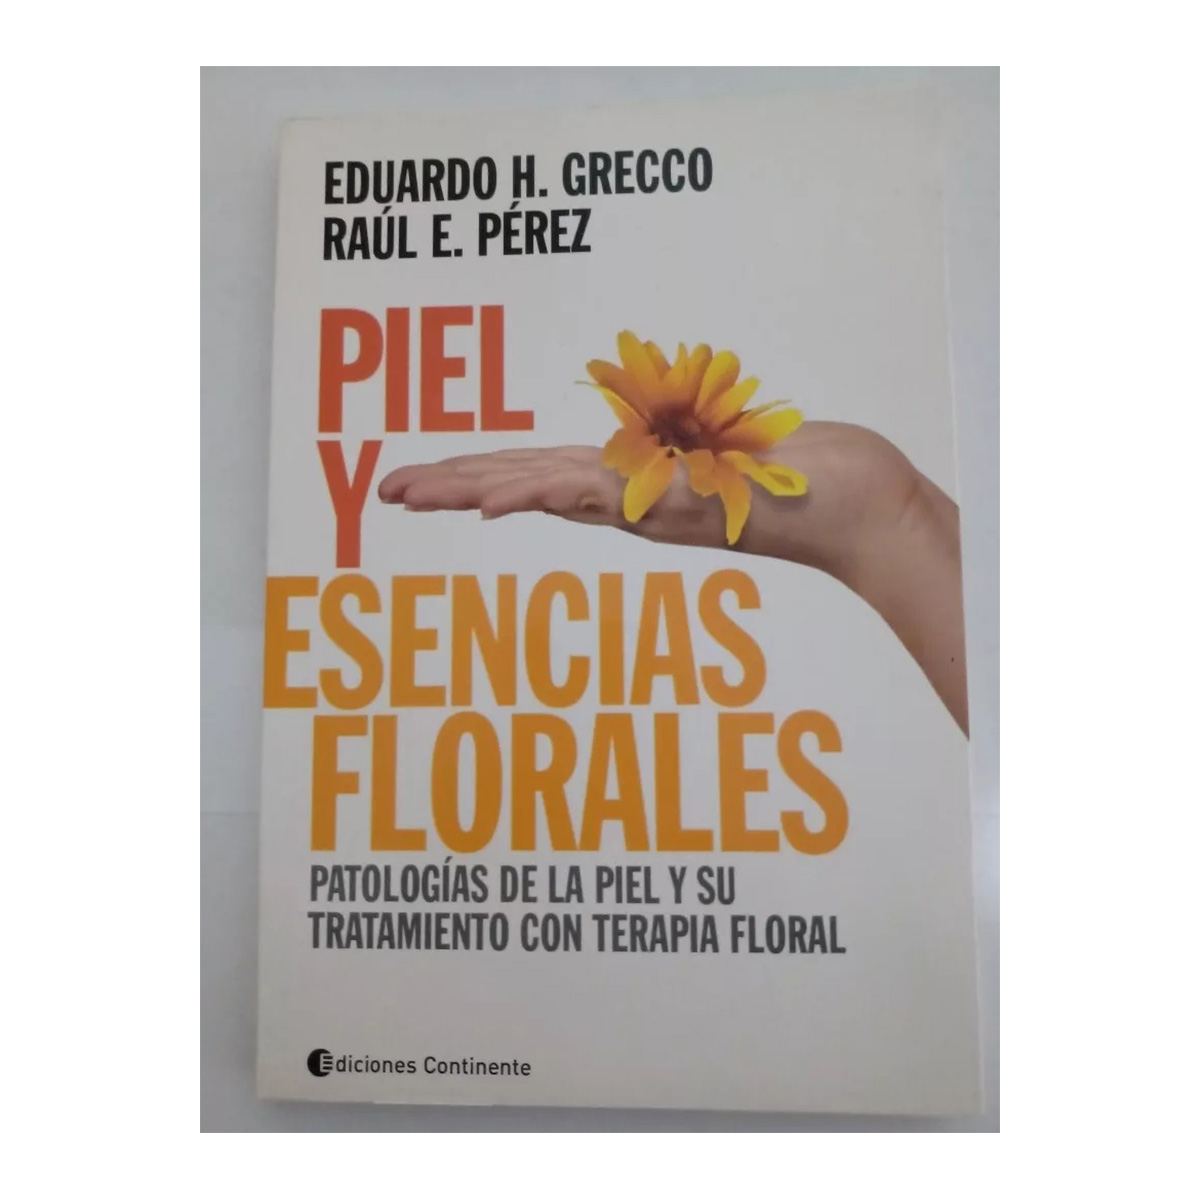 EDUARDO H. GRECCO
RAÚL E. PÉREZ
PIEL
Y
ESENCIAS
FLORALES
PATOLOGÍAS DE LA PIEL Y SU
TRATAMIENTO CON TERAPIA FLORAL
Ediciones Continente